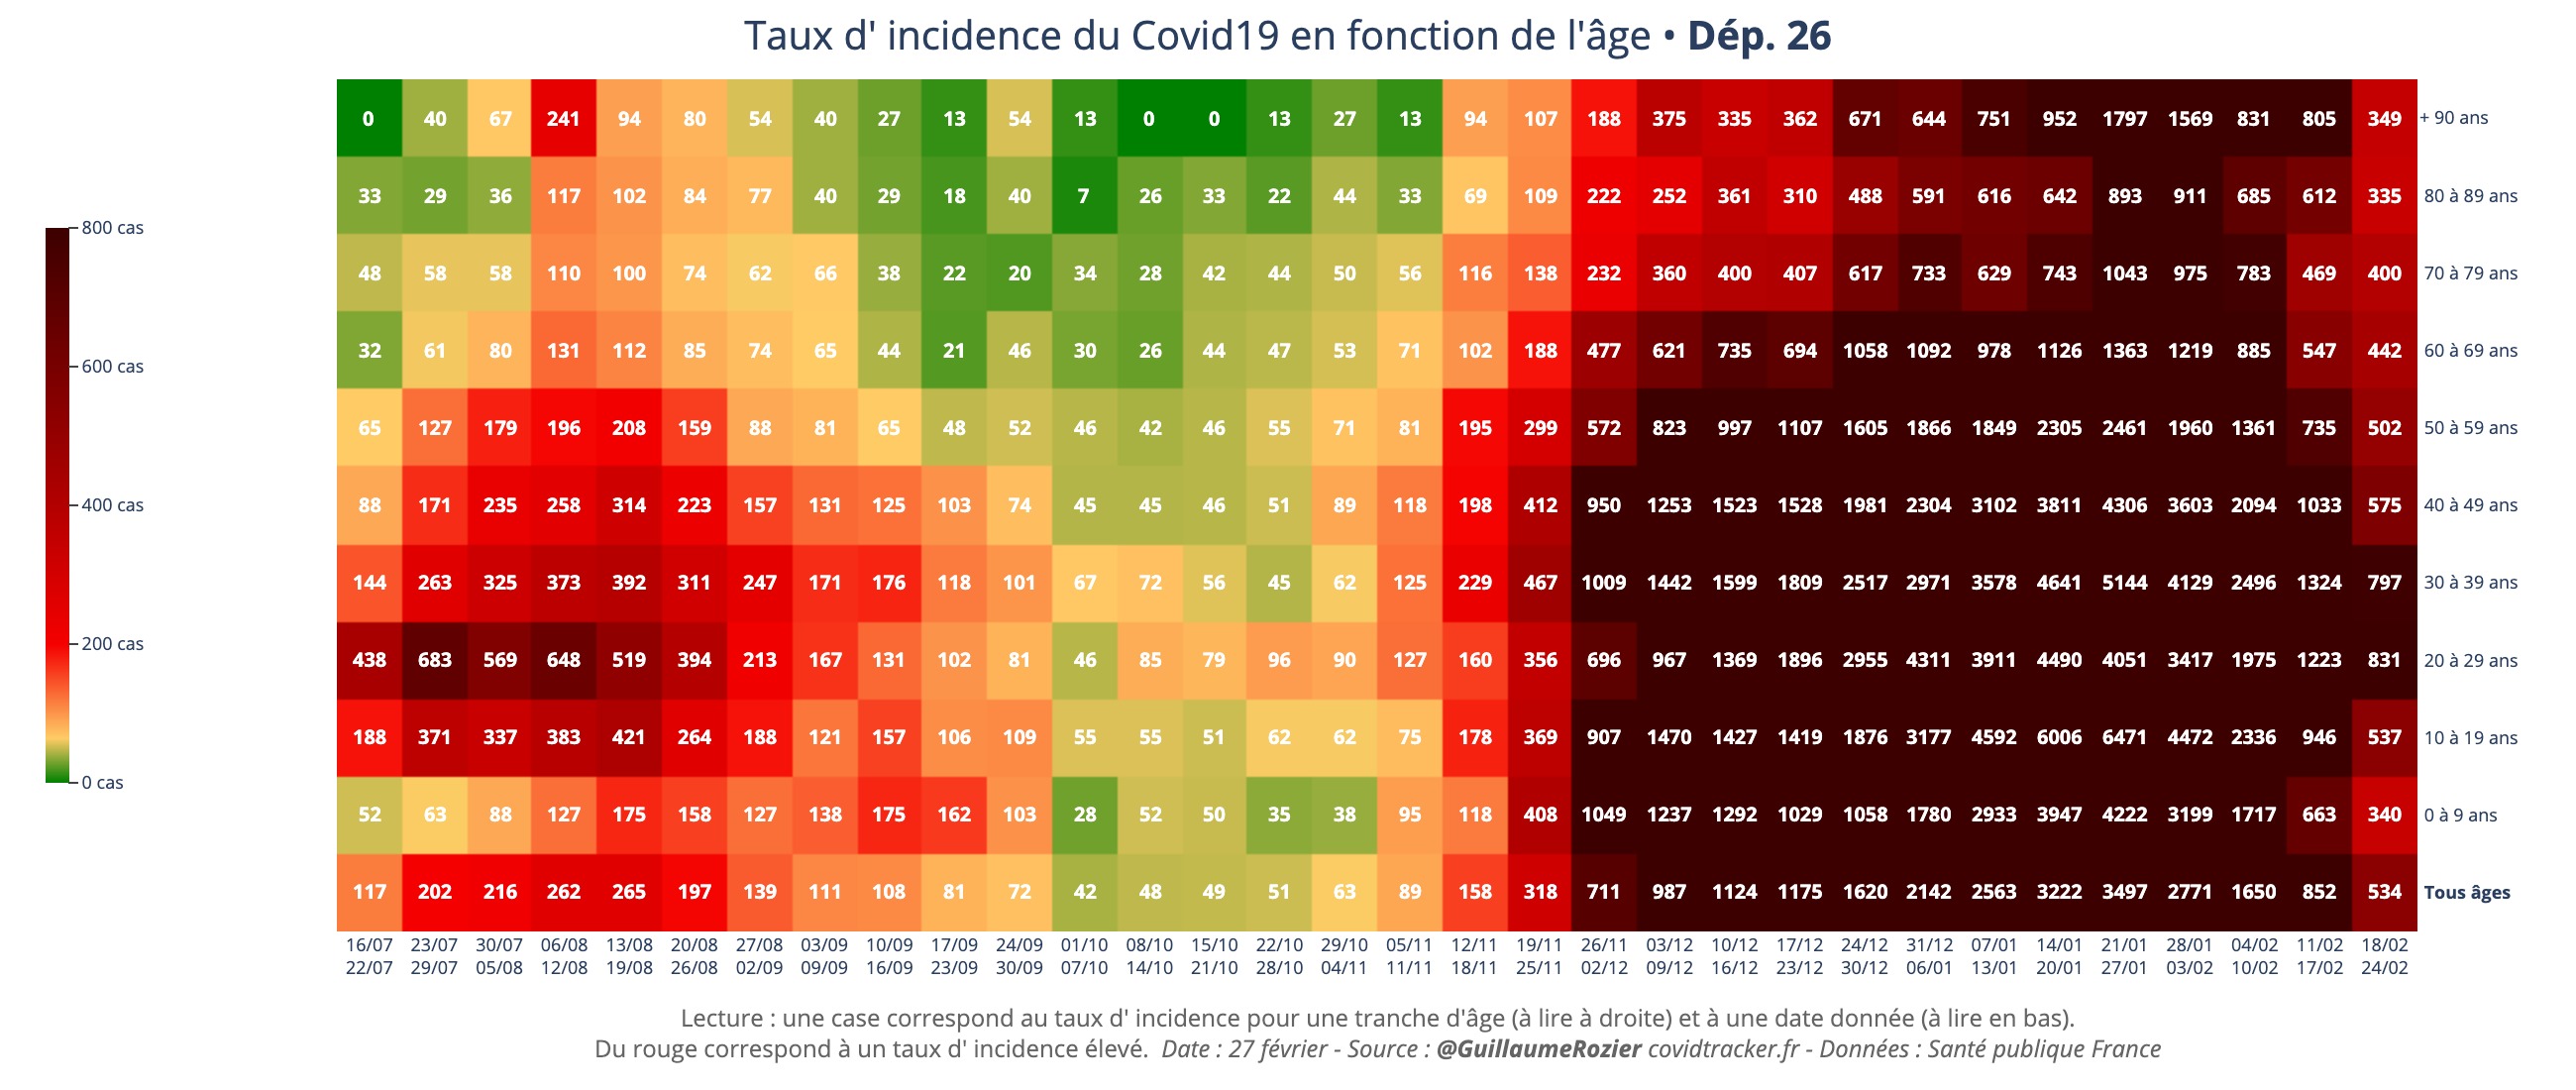 Taux d' incidence du Covid19 en fonction de l'âge • Dép. 26
0 40 67 241 94 80 54 40 27 13 54 13 0 0 13 27 13 94 107 188 375 335 362 671 644 751 952 1797 1569 831 805 349 + 90 ans
33 29 36 117 102 84 77 40 29 18 40 7 26 33 22 44 33 69 109 222 252 361 310 488 591 616 642 893 911 685 612 335 80 à 89 ans
800 cas
48 58 58 110 100 74 62 66 38 22 20 34 28 42 44 50 56 116 138 232 360 400 407 617 733 629 743 1043 975 783 469 400 70 à 79 ans
32 61 80 131 112 85 74 65 44 21 46 30 26 44 47 53 71 102 188 477 621 735 694 1058 1092 978 1126 1363 1219 885 547 442 60 à 69 ans
600 cas
65 127 179 196 208 159 88 81 65 48 52 46 42 46 55 71 81 195 299 572 823 997 1107 1605 1866 1849 2305 2461 1960 1361 735 502 50 à 59 ans
400 cas
88 171 235 258 314 223 157 131 125 103 74 45 45 46 51 89 118 198 412 950 1253 1523 1528 1981 2304 3102 3811 4306 3603 2094 1033 575 40 à 49 ans
144 263 325 373 392 311 247 171 176 118 101 67 72 56 45 62 125 229 467 1009 1442 1599 1809 2517 2971 3578 4641 5144 4129 2496 1324 797 30 à 39 ans
200 cas
438 683 569 648 519 394 213 167 131 102 81 46 85 79 96 90 127 160 356 696 967 1369 1896 2955 4311 3911 4490 4051 3417 1975 1223 831 20 à 29 ans
188 371 337 383 421 264 188 121 157 106 109 55 55 51 62 62 75 178 369 907 1470 1427 1419 1876 3177 4592 6006 6471 4472 2336 946 537 10 à 19 ans
0 cas
52 63 88 127 175 158 127 138 175 162 103 28 52 50 35 38 95 118 408 1049 1237 1292 1029 1058 1780 2933 3947 4222 3199 1717 663 340 0 à 9 ans
117 202 216 262 265 197 139 111 108 81 72 42 48 49 51 63 89 158 318 711 987 1124 1175 1620 2142 2563 3222 3497 2771 1650 852 534 Tous âges
16/07 23/07 30/07 06/08 13/08 20/08 27/08 03/09 10/09 17/09 24/09 01/10 08/10 15/10 22/10 29/10 05/11 12/11 19/11 26/11 03/12 10/12 17/12 24/12 31/12 07/01 14/01 21/01 28/01 04/02 11/02 18/02
22/07 29/07 05/08 12/08 19/08 26/08 02/09 09/09 16/09 23/09 30/09 07/10 14/10 21/10 28/10 04/11 11/11 18/11 25/11 02/12 09/12 16/12 23/12 30/12 06/01 13/01 20/01 27/01 03/02 10/02 17/02 24/02
Lecture : une case correspond au taux d' incidence pour une tranche d'âge (à lire à droite) et à une date donnée (à lire en bas).
Du rouge correspond à un taux d' incidence élevé. Date : 27 février - Source : @GuillaumeRozier covidtracker.fr - Données : Santé publique France